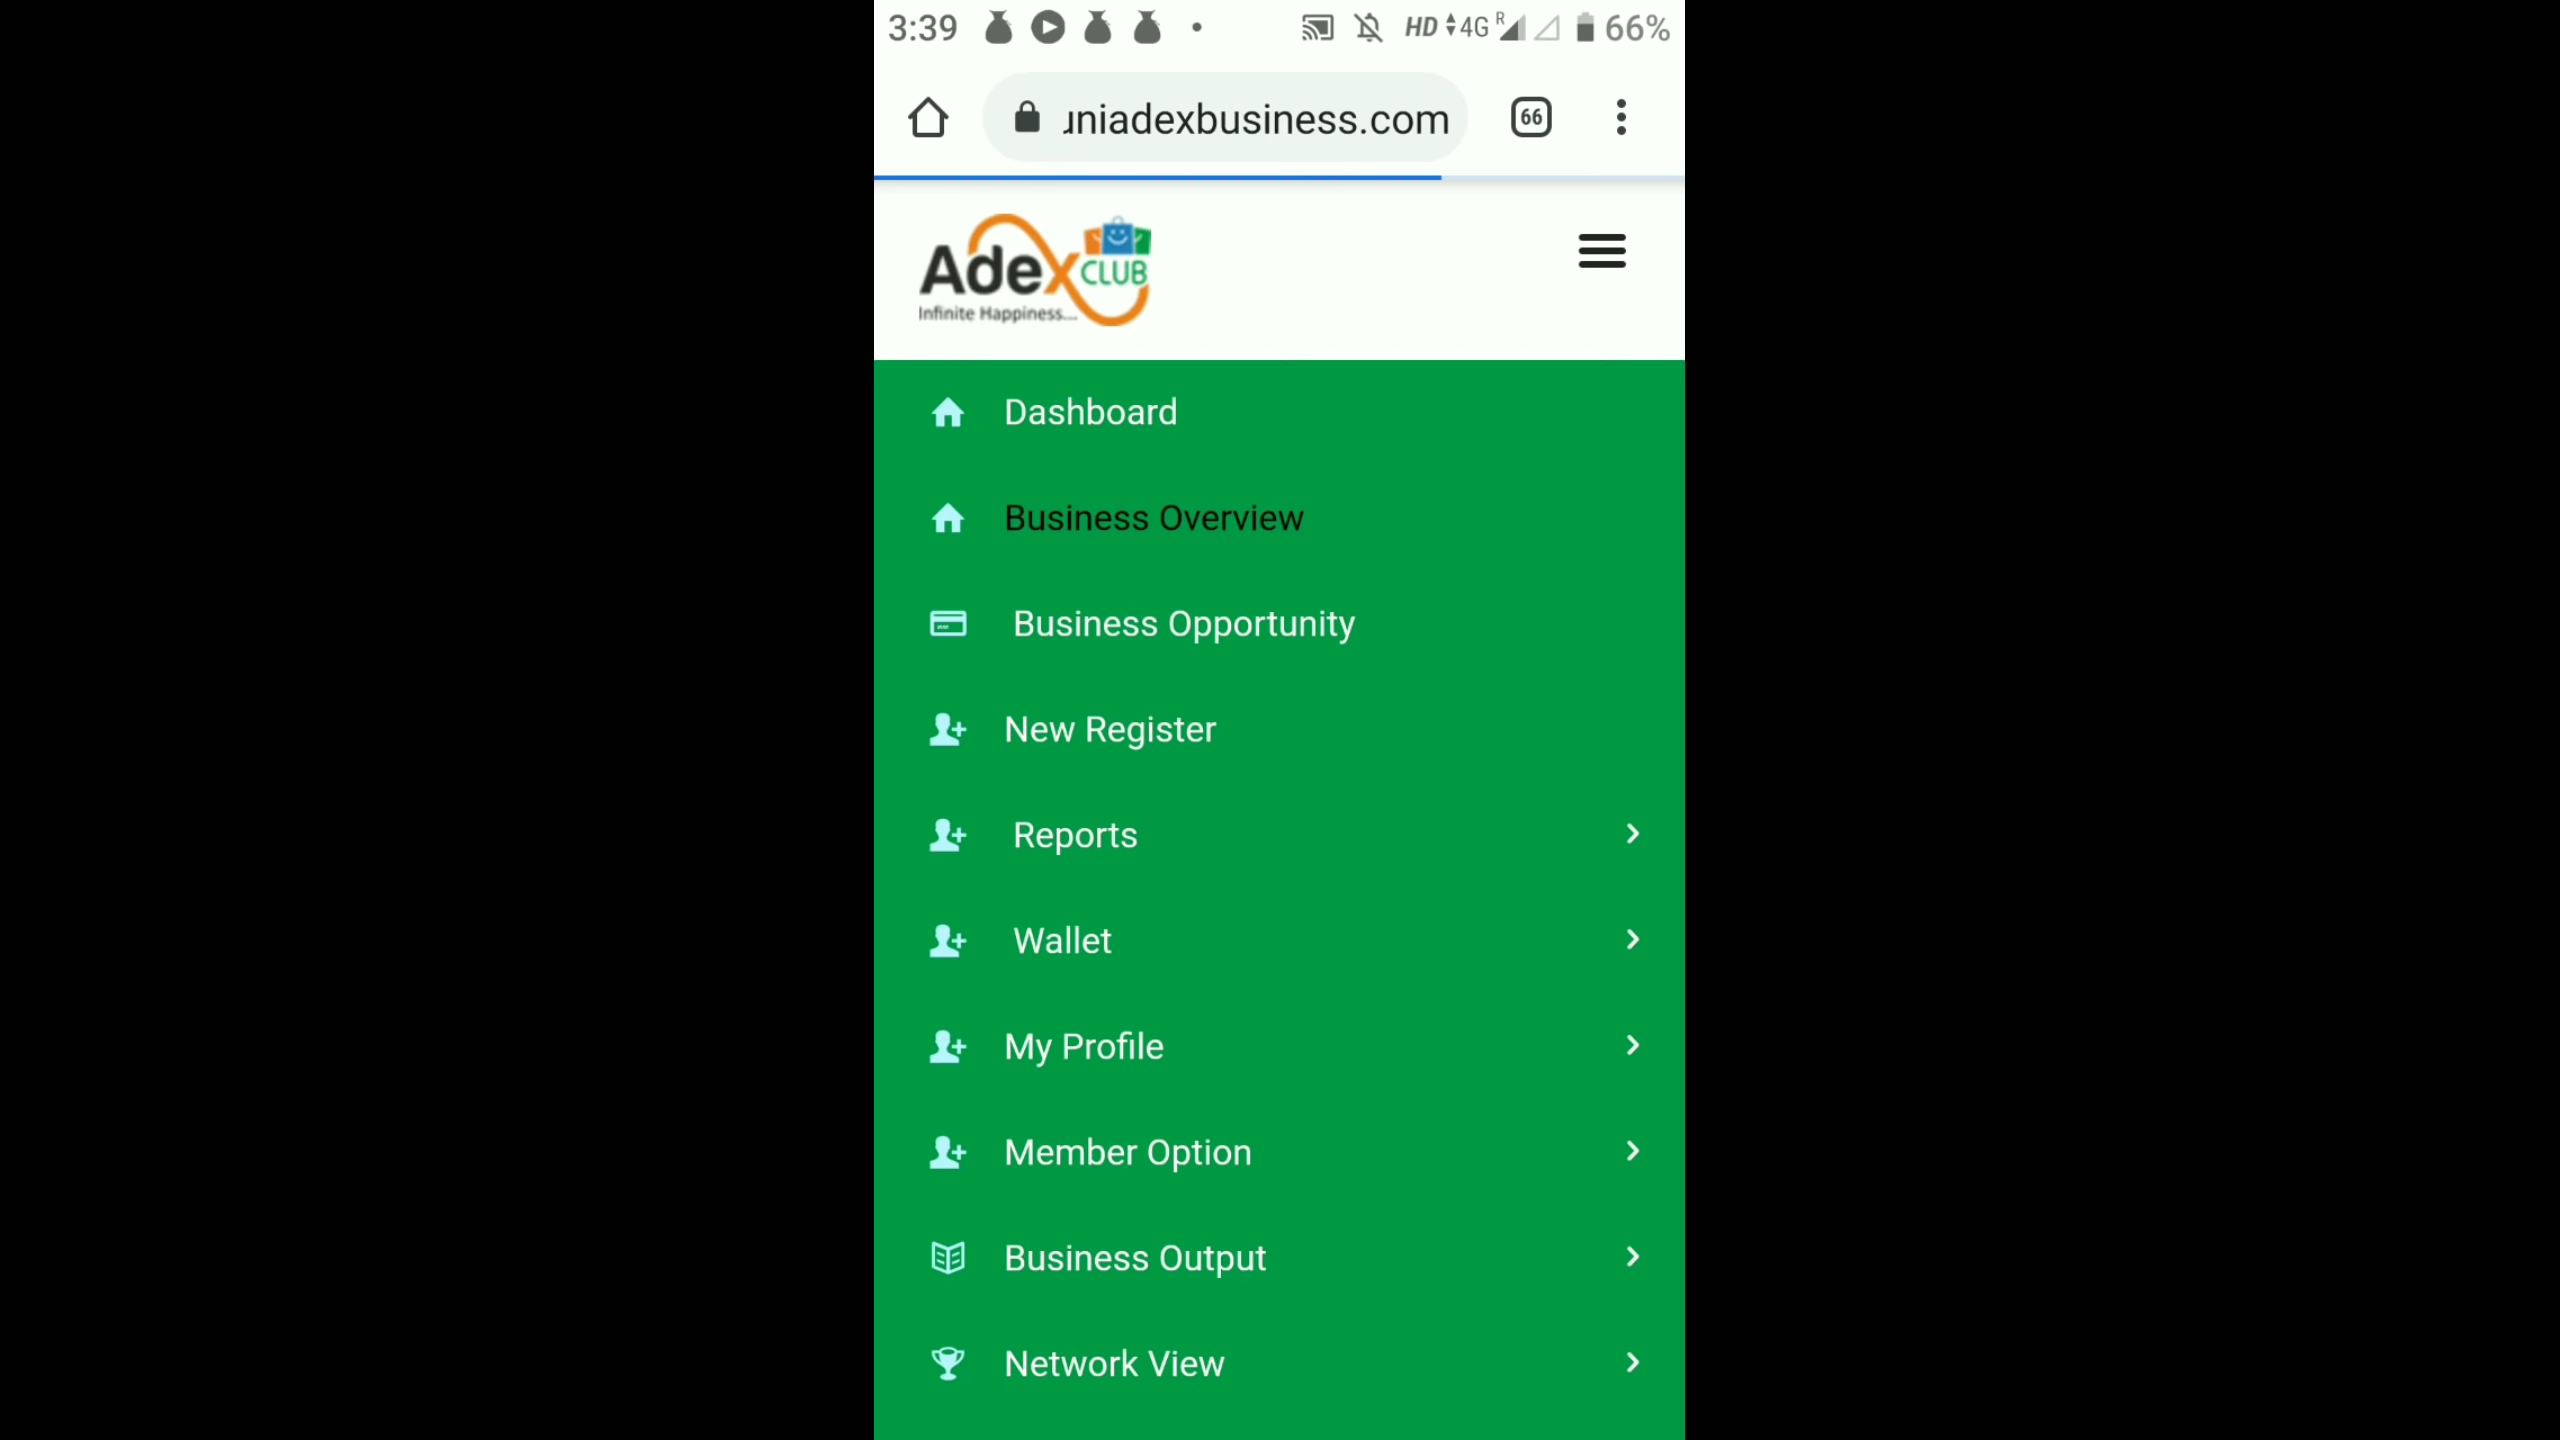 3:39
HD 4G R 66%
uniadexbusiness.com
66
Adex CLUB
Infinite Happiness...
Dashboard
Business Overview
Business Opportunity
New Register
Reports
Wallet
My Profile
Member Option
Business Output
Network View